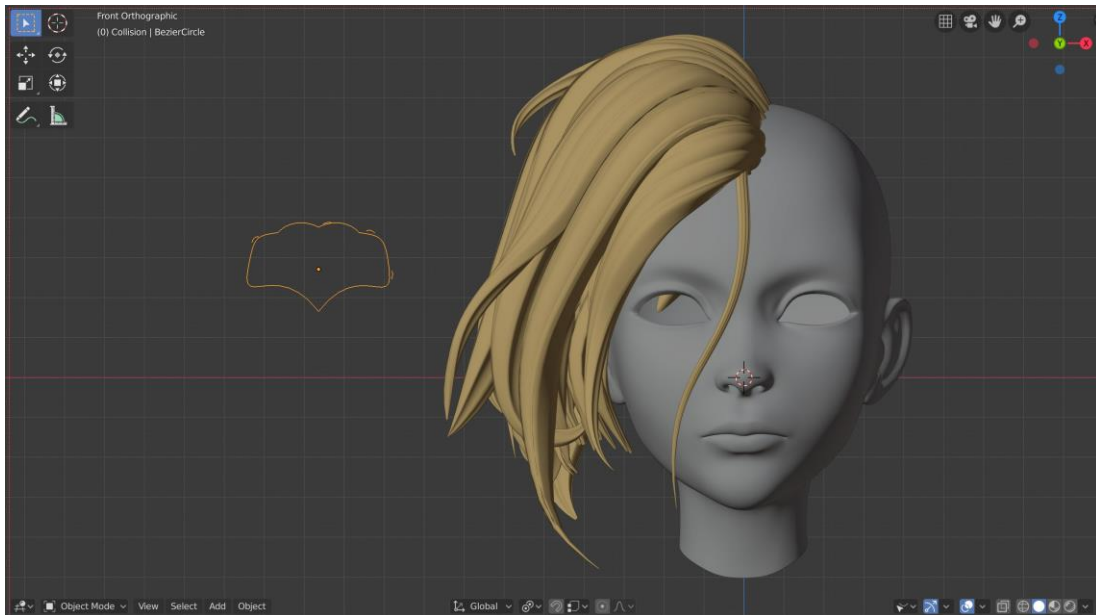 Front Orthographic
(0) Collision | BezierCircle
Z
Y
X
Object Mode
View
Select
Add
Object
Global